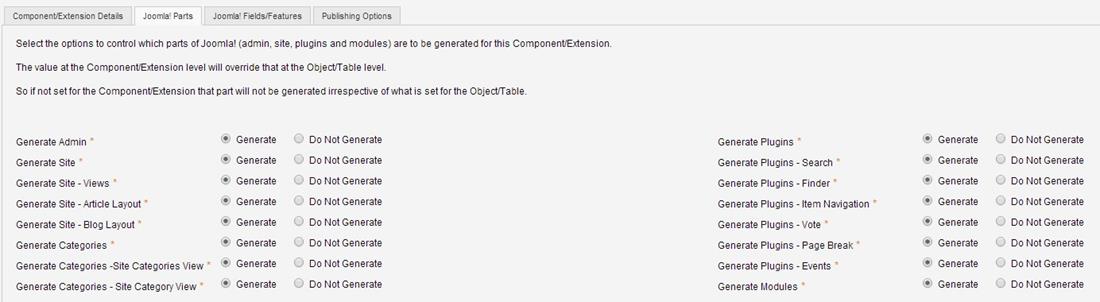 Component/Extension Details Joomla! Parts Joomla! Fields/Features Publishing Options
Select the options to control which parts of Joomla! (admin, site, plugins and modules) are to be generated for this Component/Extension.
The value at the Component/Extension level will override that at the Object/Table level.
So if not set for the Component/Extension that part will not be generated irrespective of what is set for the Object/Table.
Generate Admin * Generate Do Not Generate Generate Plugins * Generate Do Not Generate
Generate Site * Generate Do Not Generate Generate Plugins - Search * Generate Do Not Generate
Generate Site - Views * Generate Do Not Generate Generate Plugins - Finder * Generate Do Not Generate
Generate Site - Article Layout * Generate Do Not Generate Generate Plugins - Item Navigation * Generate Do Not Generate
Generate Site - Blog Layout * Generate Do Not Generate Generate Plugins - Vote * Generate Do Not Generate
Generate Categories * Generate Do Not Generate Generate Plugins - Page Break * Generate Do Not Generate
Generate Categories -Site Categories View * Generate Do Not Generate Generate Plugins - Events * Generate Do Not Generate
Generate Categories - Site Category View * Generate Do Not Generate Generate Modules * Generate Do Not Generate